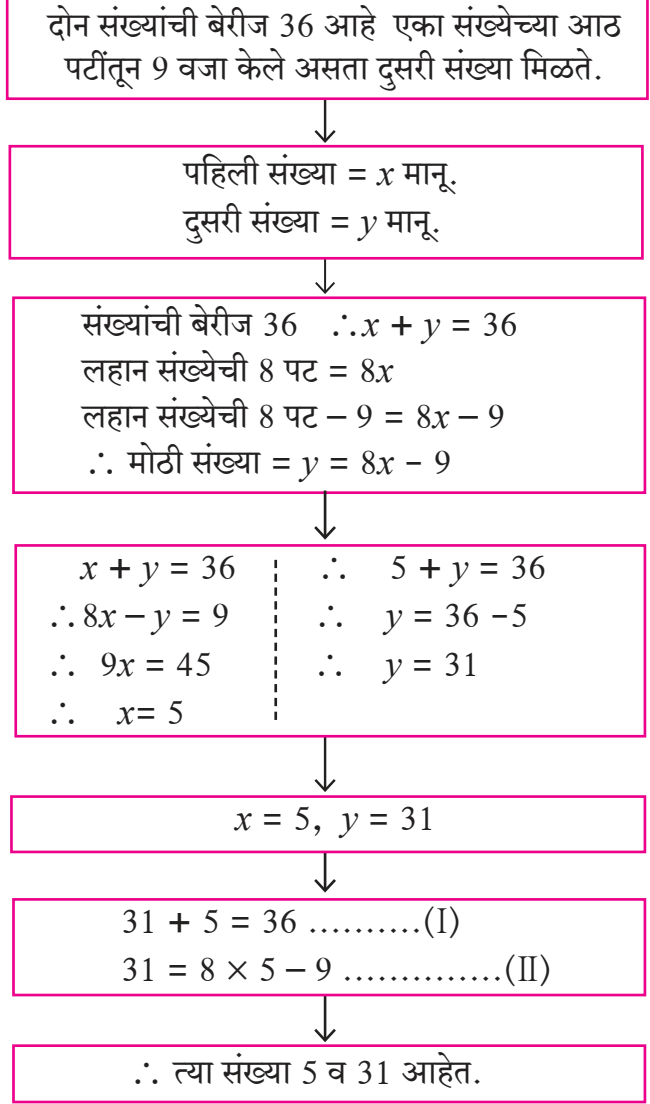 दोन संख्यांची बेरीज 36 आहे एका संख्येच्या आठ
पटींतून 9 वजा केले असता दुसरी संख्या मिळते.
पहिली संख्या = x मानू.
दुसरी संख्या = y मानू.
संख्यांची बेरीज 36 ∴x + y = 36
लहान संख्येची 8 पट = 8x
लहान संख्येची 8 पट – 9 = 8x – 9
∴ मोठी संख्या = y = 8x - 9
x + y = 36
∴8x – y = 9
∴ 9x = 45
∴ x= 5
∴ 5 + y = 36
∴ y = 36 -5
∴ y = 31
x = 5, y = 31
31 + 5 = 36 ..........(I)
31 = 8 × 5 – 9 ..............(II)
∴ त्या संख्या 5 व 31 आहेत.